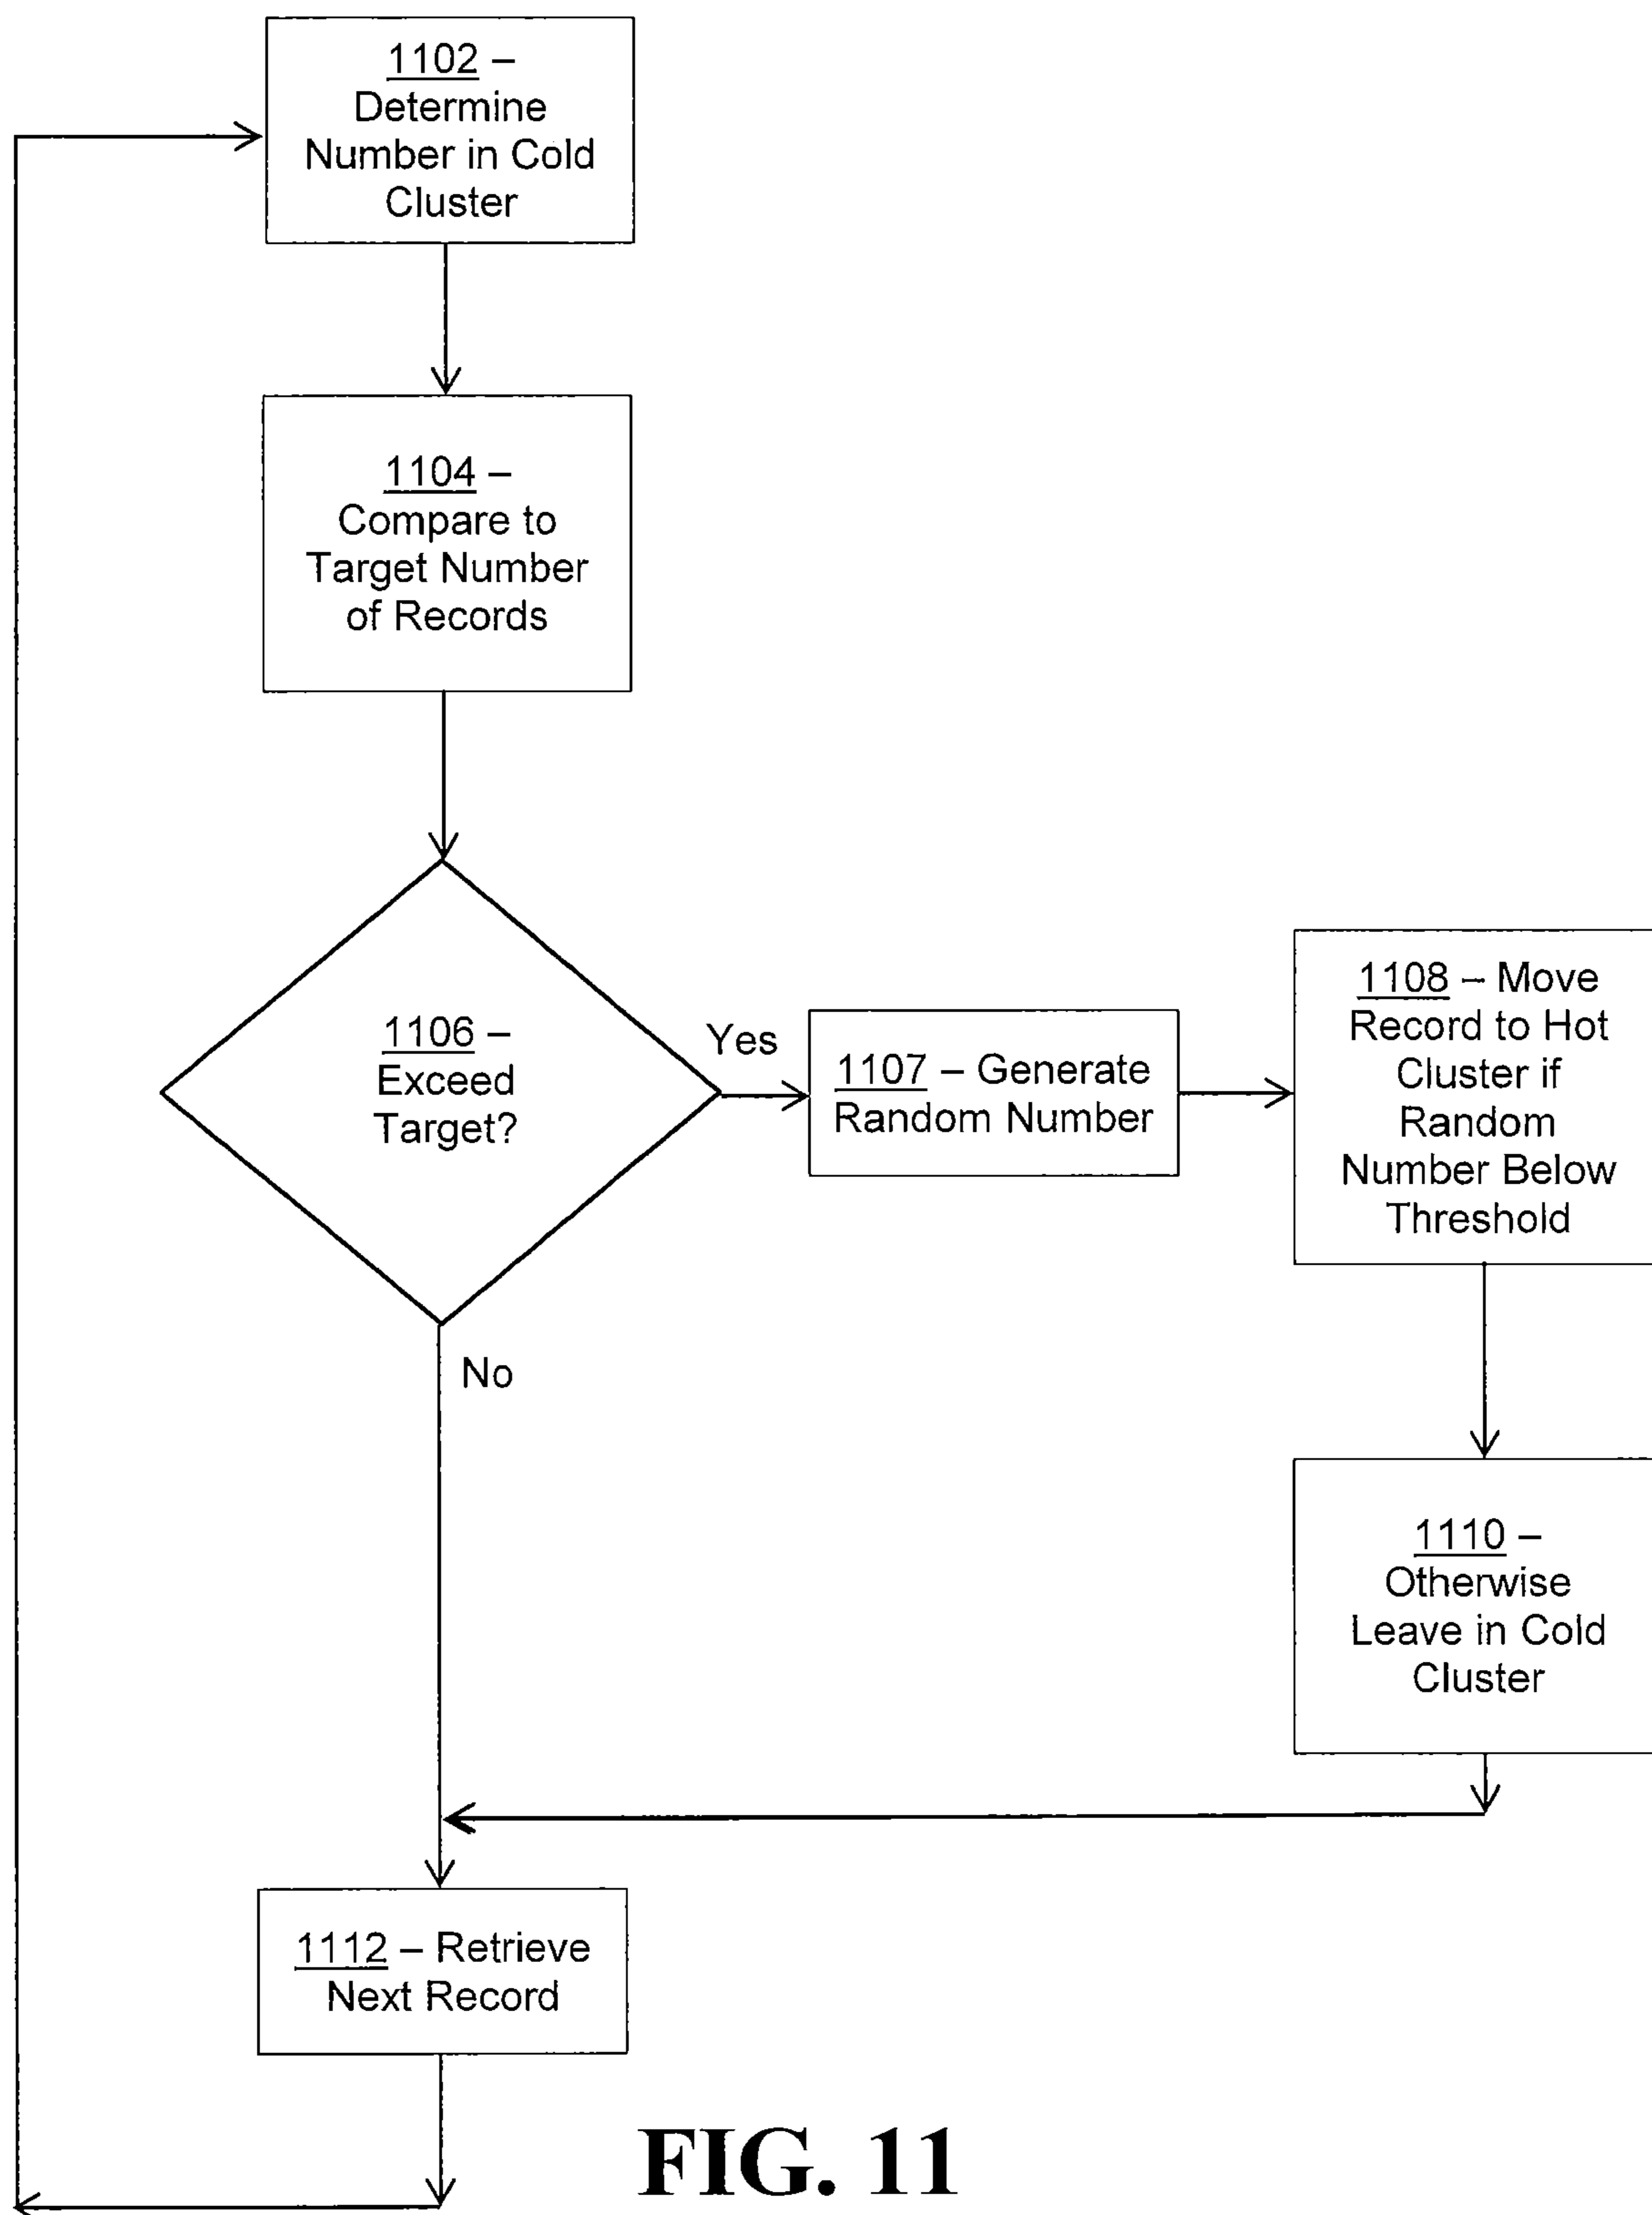 1102 –
Determine
Number in Cold
Cluster
1104 –
Compare to
Target Number
of Records
1106 –
Exceed
Target?
Yes
1107 – Generate
Random Number
1108 – Move
Record to Hot
Cluster if
Random
Number Below
Threshold
No
1110 –
Otherwise
Leave in Cold
Cluster
1112 – Retrieve
Next Record
FIG. 11